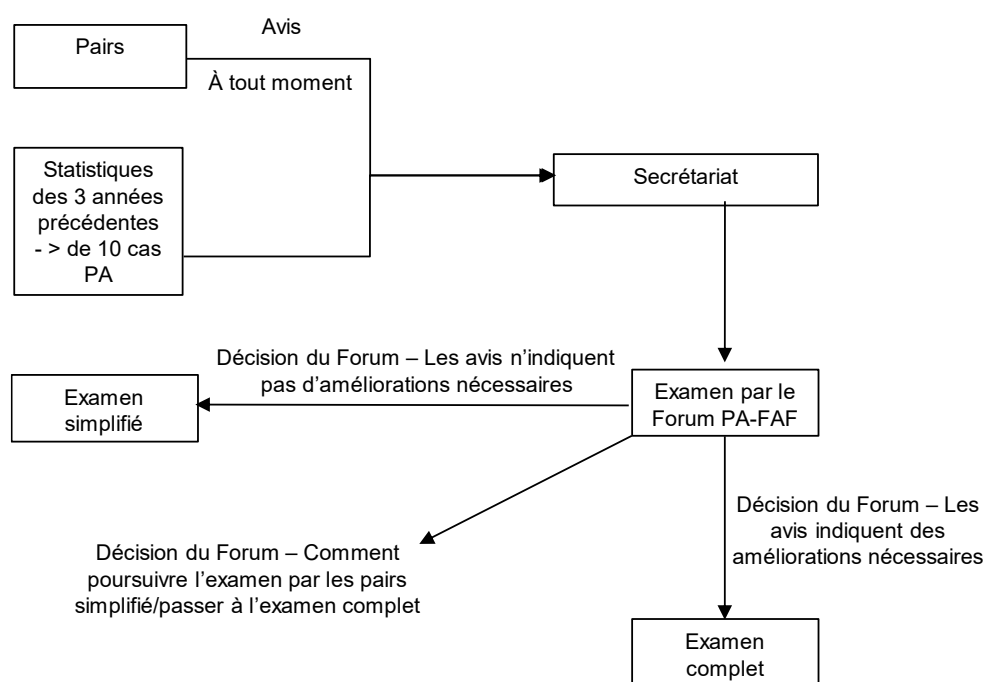 Avis
Pairs
À tout moment
Statistiques
des 3 années
précédentes
- > de 10 cas
PA
Secrétariat
Décision du Forum – Les avis n’indiquent
pas d’améliorations nécessaires
Examen
simplifié
Examen par le
Forum PA-FAF
Décision du Forum – Les
avis indiquent des
améliorations nécessaires
Décision du Forum – Comment
poursuivre l’examen par les pairs
simplifié/passer à l’examen complet
Examen
complet